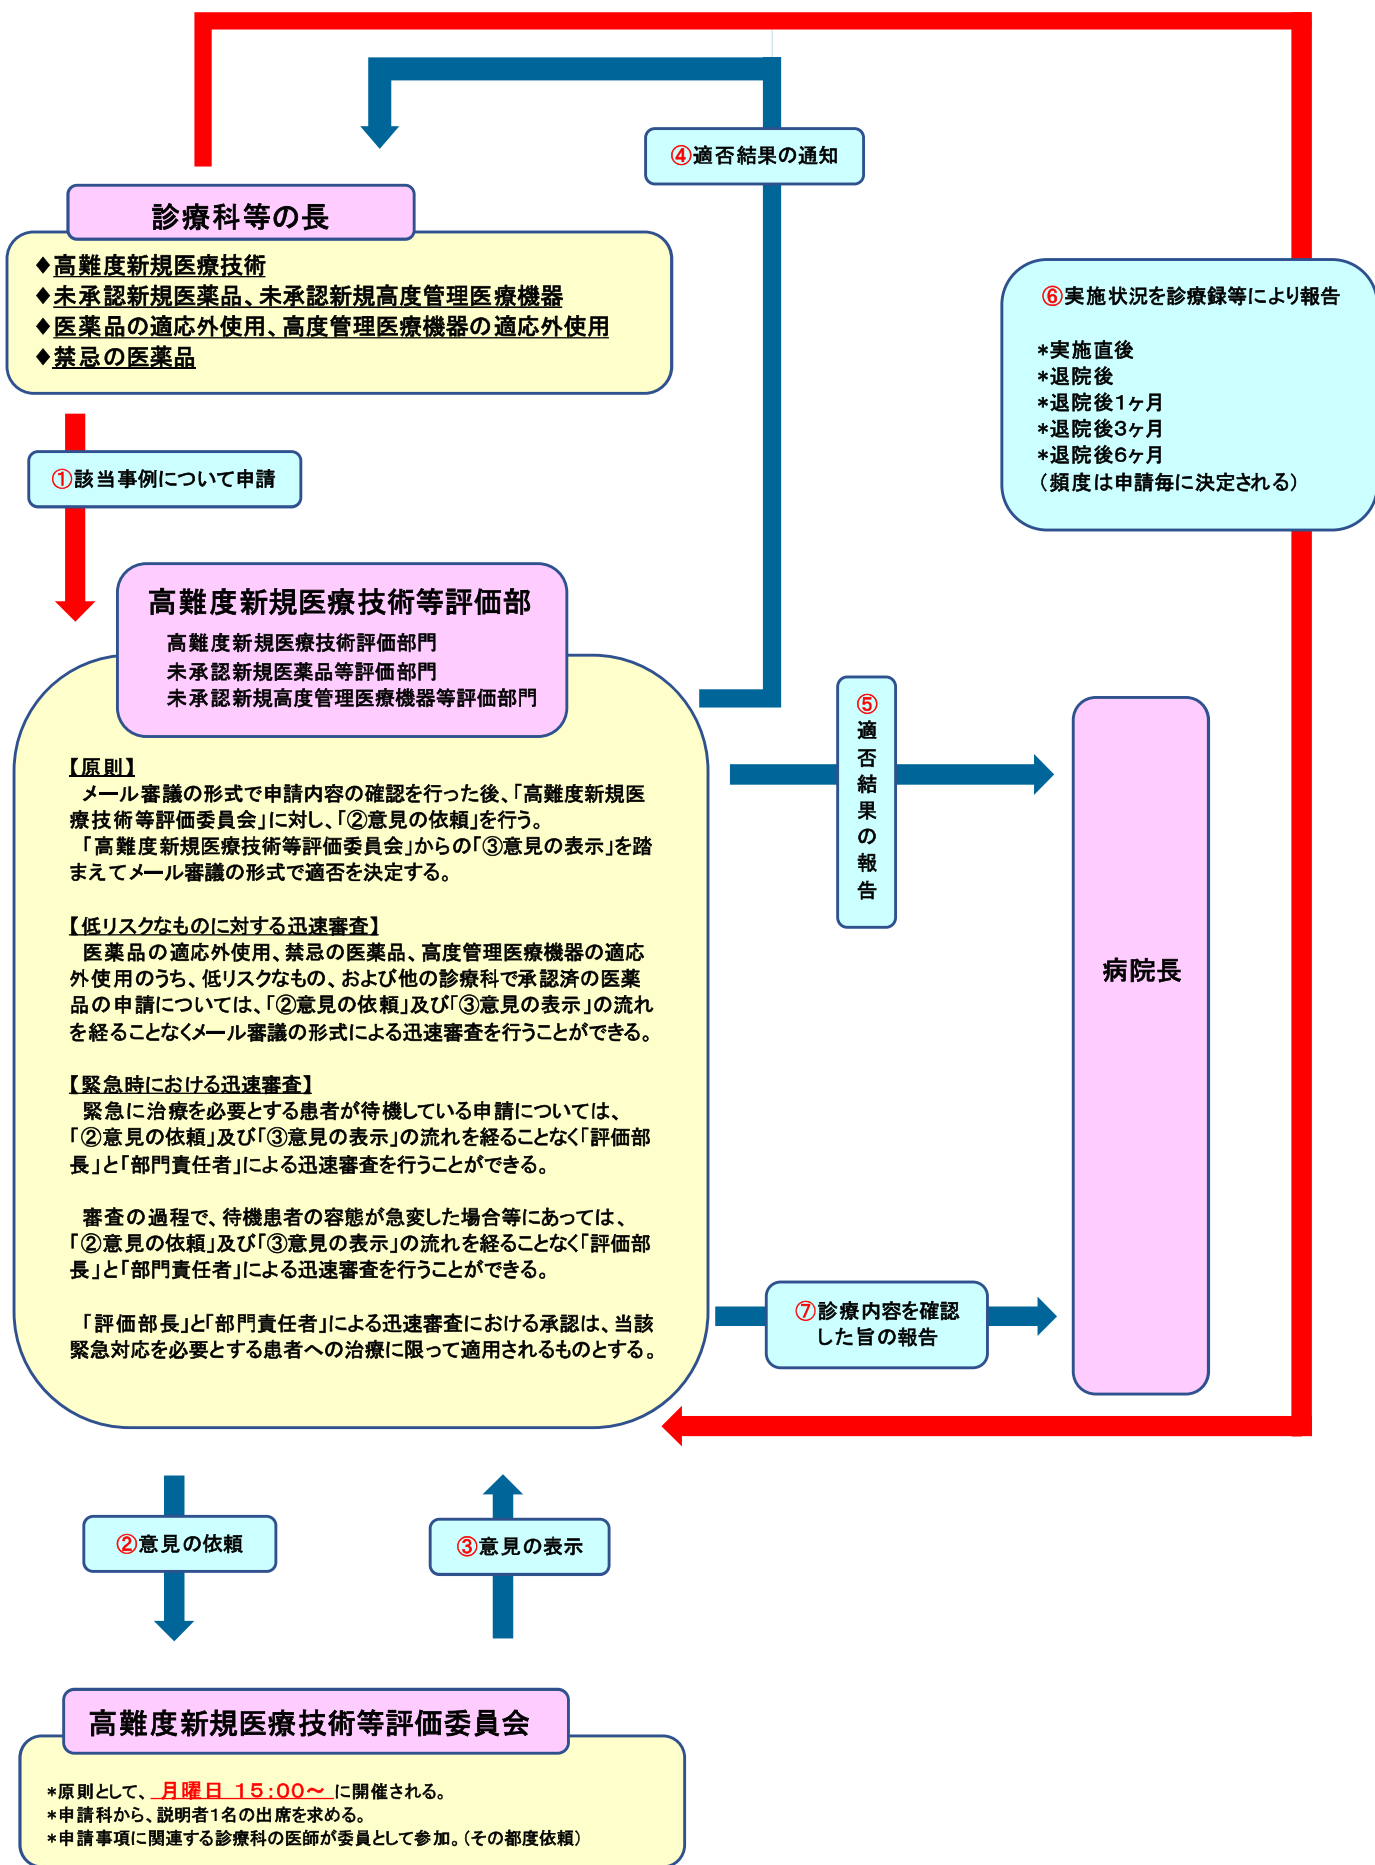 ④適否結果の通知
診療科等の長
♦高難度新規医療技術
♦未承認新規医薬品、未承認新規高度管理医療機器
♦医薬品の適応外使用、高度管理医療機器の適応外使用
♦禁忌の医薬品
⑥実施状況を診療録等により報告
*実施直後
*退院後
*退院後1ヶ月
*退院後3ヶ月
*退院後6ヶ月
(頻度は申請毎に決定される)
①該当事例について申請
高難度新規医療技術等評価部
高難度新規医療技術評価部門
未承認新規医薬品等評価部門
未承認新規高度管理医療機器等評価部門
【原則】
メール審議の形式で申請内容の確認を行った後、「高難度新規医
療技術等評価委員会」に対し、「②意見の依頼」を行う。
「高難度新規医療技術等評価委員会」からの「③意見の表示」を踏
まえてメール審議の形式で適否を決定する。
【低リスクなものに対する迅速審査】
医薬品の適応外使用、禁忌の医薬品、高度管理医療機器の適応
外使用のうち、低リスクなもの、および他の診療科で承認済の医薬
品の申請については、「②意見の依頼」及び「③意見の表示」の流れ
を経ることなくメール審議の形式による迅速審査を行うことができる。
【緊急時における迅速審査】
緊急に治療を必要とする患者が待機している申請については、
「②意見の依頼」及び「③意見の表示」の流れを経ることなく「評価部
長」と「部門責任者」による迅速審査を行うことができる。
審査の過程で、待機患者の容態が急変した場合等にあっては、
「②意見の依頼」及び「③意見の表示」の流れを経ることなく「評価部
長」と「部門責任者」による迅速審査を行うことができる。
「評価部長」と「部門責任者」による迅速審査における承認は、当該
緊急対応を必要とする患者への治療に限って適用されるものとする。
⑤適否結果の報告
病院長
⑦診療内容を確認
した旨の報告
②意見の依頼
③意見の表示
高難度新規医療技術等評価委員会
*原則として、 月曜日 15:00～ に開催される。
*申請科から、説明者1名の出席を求める。
*申請事項に関連する診療科の医師が委員として参加。(その都度依頼)